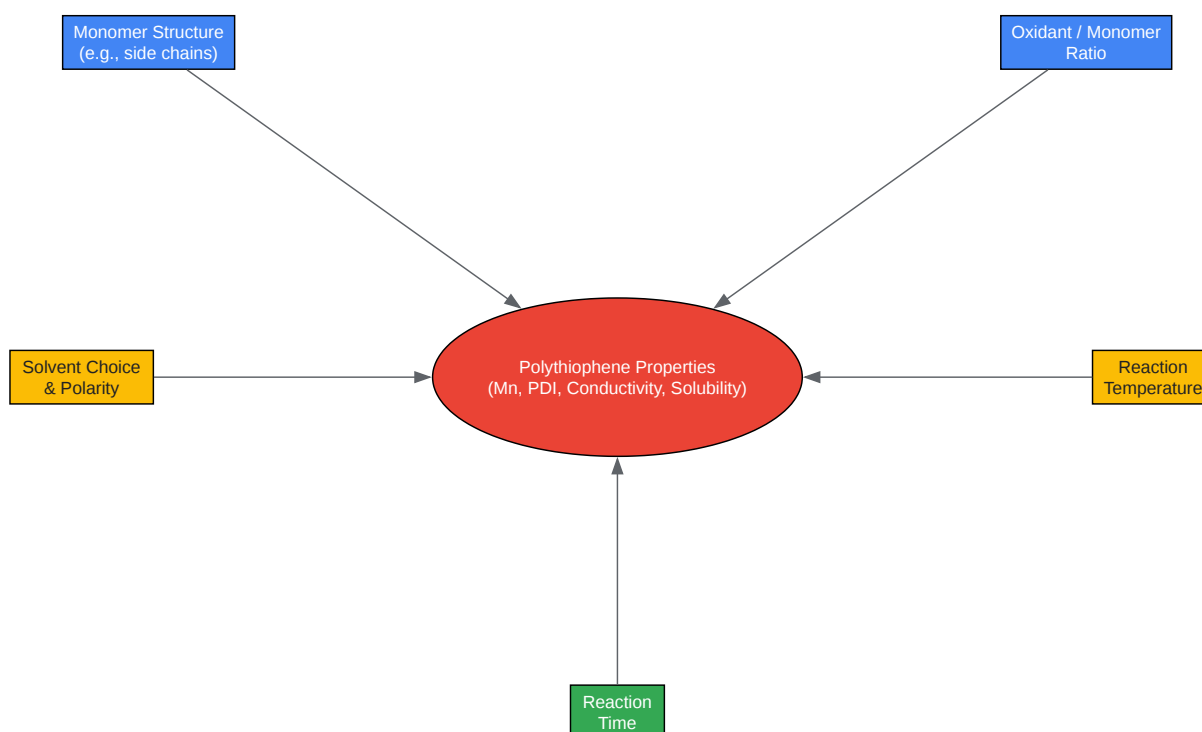 Monomer Structure
(e.g., side chains)
Oxidant / Monomer
Ratio
Solvent Choice
& Polarity
Polythiophene Properties
(Mn, PDI, Conductivity, Solubility)
Reaction
Temperature
Reaction
Time